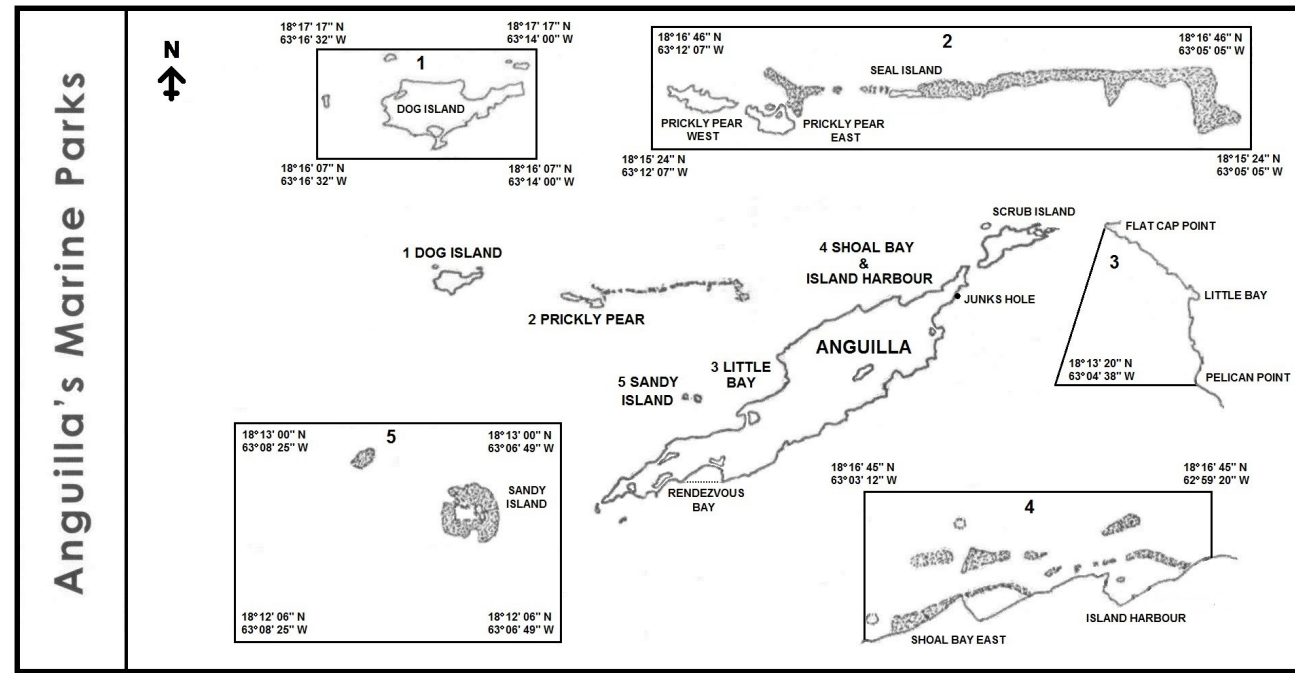 Anguilla's Marine Parks
N
18°17'17" N
63°16'32" W
18°17'17" N
63°14'00" W
1
DOG ISLAND
18°16'07" N
63°16'32" W
18°16'07" N
63°14'00" W
18°16'46" N
63°12'07" W
2
18°16'46" N
63°05'05" W
SEAL ISLAND
PRICKLY PEAR
WEST
PRICKLY PEAR
EAST
18°15'24" N
63°12'07" W
18°15'24" N
63°05'05" W
1 DOG ISLAND
2 PRICKLY PEAR
4 SHOAL BAY
&
ISLAND HARBOUR
SCRUB ISLAND
JUNKS HOLE
ANGUILLA
3 LITTLE
BAY
5 SANDY
ISLAND
RENDEZVOUS
BAY
FLAT CAP POINT
3
LITTLE BAY
18°13'20" N
63°04'38" W
PELICAN POINT
18°13'00" N
63°08'25" W
5
18°13'00" N
63°06'49" W
SANDY
ISLAND
18°12'06" N
63°08'25" W
18°12'06" N
63°06'49" W
18°16'45" N
63°03'12" W
18°16'45" N
62°59'20" W
4
ISLAND HARBOUR
SHOAL BAY EAST